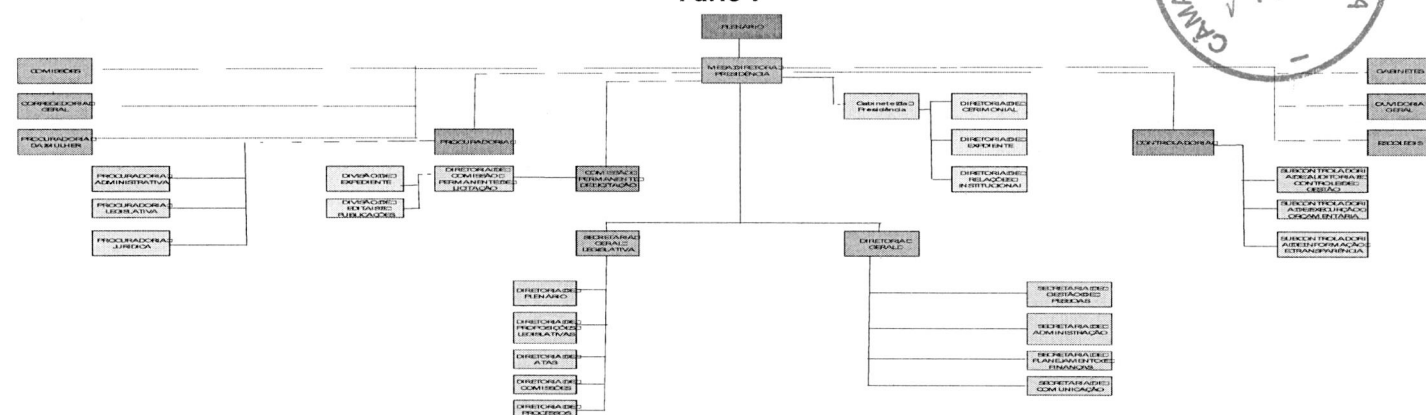 PLENÁRIO
MESA DIRETORA
PRESIDÊNCIA
COMISSÕES
CORREGEDORIA
GERAL
PROCURADORIA
DA MULHER
GABINETES
OUVIDORIA
GERAL
Gabinete da
Presidência
DIRETORIA DE
CERIMONIAL
DIRETORIA DE
EXPEDIENTE
DIRETORIA DE
RELAÇÕES
INSTITUCIONAL
PROCURADORIA
CONTROLADORIA
PROCURADORIA
ADMINISTRATIVA
PROCURADORIA
LEGISLATIVA
PROCURADORIA
JURÍDICA
DIVISÃO DE
EXPEDIENTE
DIVISÃO DE
EDITAIS E
PUBLICAÇÕES
DIRETORIA DE
COMISSÃO
PERMANENTE DE
LICITAÇÃO
COMISSÃO
PERMANENTE
DE LICITAÇÃO
SUBCONTROLADORI
A DE AUDITORIA E
CONTROLE DE
GESTÃO
SUBCONTROLADORI
A DE EXECUÇÃO
ORÇAMENTÁRIA
SUBCONTROLADORI
A DE INFORMAÇÃO
E TRANSPARÊNCIA
SECRETARIA
GERAL
LEGISLATIVA
DIRETORIA
GERAL
DIRETORIA DE
PLENÁRIO
DIRETORIA DE
PROPOSIÇÕES
LEGISLATIVAS
DIRETORIA DE
ATAS
DIRETORIA DE
COMISSÕES
DIRETORIA DE
PROCESSOS
SECRETARIA DE
GESTÃO DE
PESSOAS
SECRETARIA DE
ADMINISTRAÇÃO
SECRETARIA DE
PLANEJAMENTO E
FINANÇAS
SECRETARIA DE
COMUNICAÇÃO